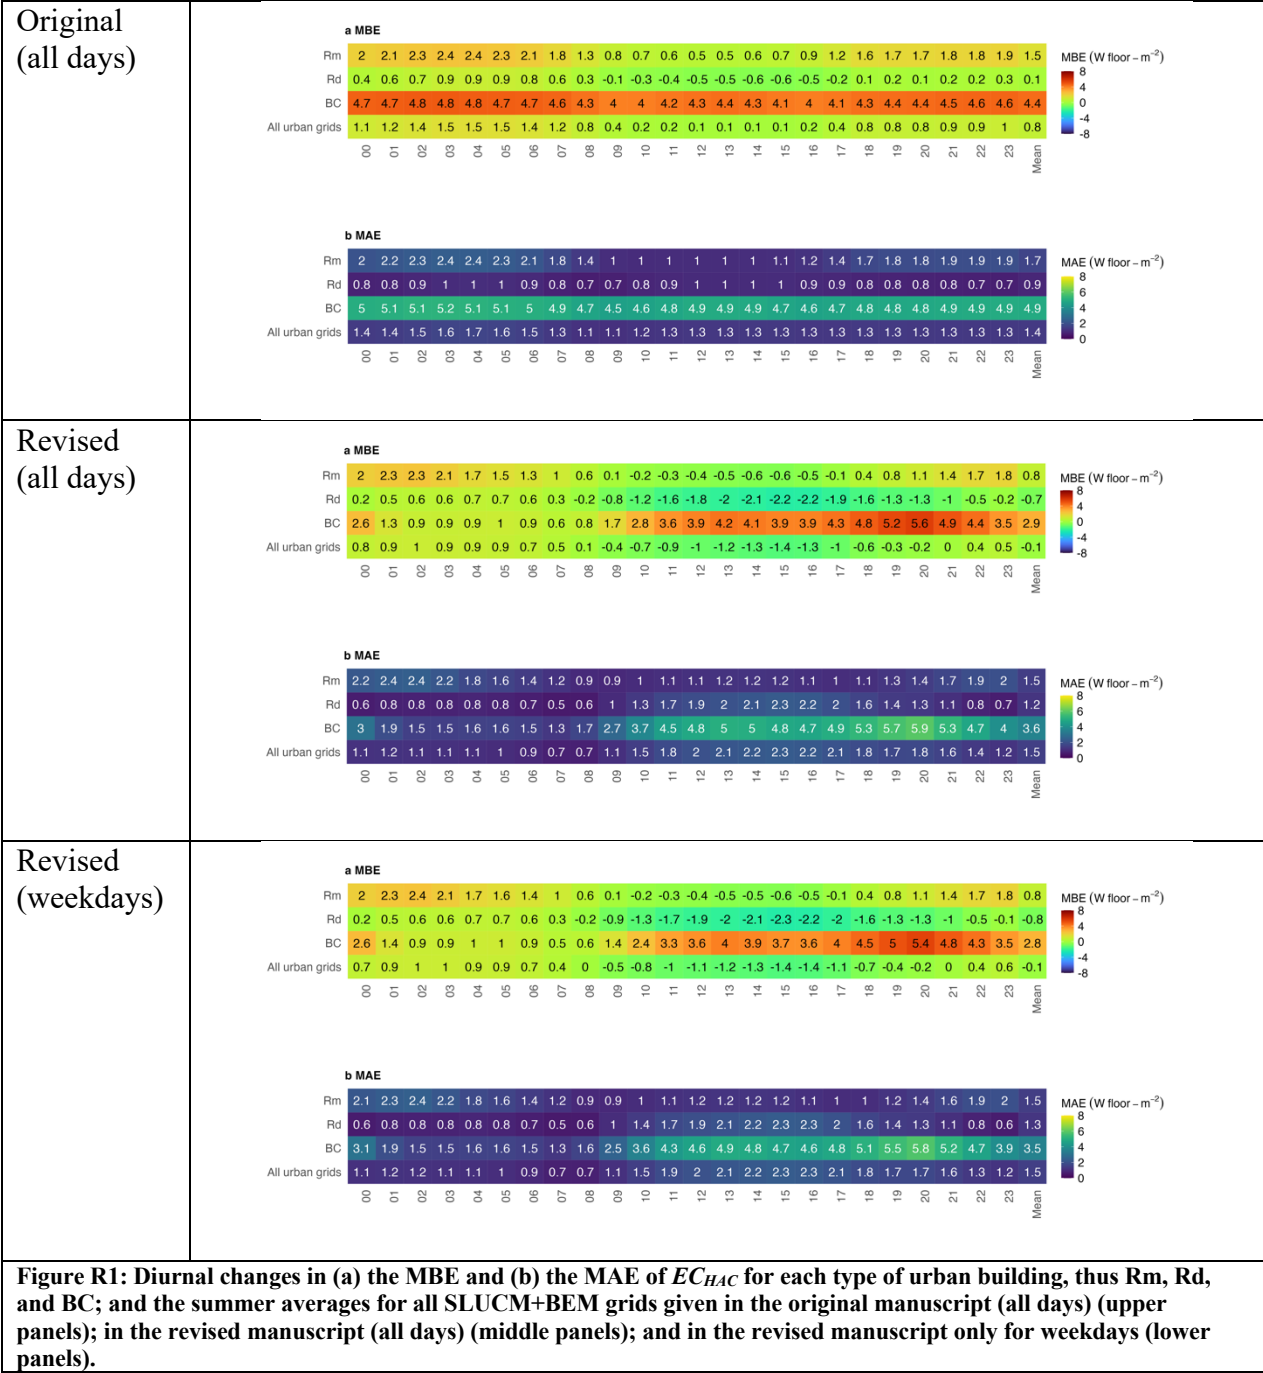 Original
(all days)
a MBE
Rm 2 2.1 2.3 2.4 2.4 2.3 2.1 1.8 1.3 0.8 0.7 0.6 0.5 0.5 0.6 0.7 0.9 1.2 1.6 1.7 1.7 1.8 1.8 1.9 1.5
Rd 0.4 0.6 0.7 0.9 0.9 0.9 0.8 0.6 0.3 -0.1 -0.3 -0.4 -0.5 -0.5 -0.6 -0.6 -0.5 -0.2 0.1 0.2 0.1 0.2 0.2 0.3 0.1
BC 4.7 4.7 4.8 4.8 4.8 4.7 4.7 4.6 4.3 4 4 4.2 4.3 4.4 4.3 4.1 4 4.1 4.3 4.4 4.4 4.5 4.6 4.6 4.4
All urban grids 1.1 1.2 1.4 1.5 1.5 1.5 1.4 1.2 0.8 0.4 0.2 0.2 0.1 0.1 0.1 0.1 0.2 0.4 0.8 0.8 0.8 0.9 0.9 1 0.8
00 01 02 03 04 05 06 07 08 09 10 11 12 13 14 15 16 17 18 19 20 21 22 23 Mean
MBE (W floor – m⁻²)
8
4
0
-4
-8
b MAE
Rm 2 2.2 2.3 2.4 2.4 2.3 2.1 1.8 1.4 1 1 1 1 1 1 1.1 1.2 1.4 1.7 1.8 1.8 1.9 1.9 1.9 1.7
Rd 0.8 0.8 0.9 1 1 1 0.9 0.8 0.7 0.7 0.8 0.9 1 1 1 1 0.9 0.9 0.8 0.8 0.8 0.8 0.7 0.7 0.9
BC 5 5.1 5.1 5.2 5.1 5.1 5 4.9 4.7 4.5 4.6 4.8 4.9 4.9 4.9 4.7 4.6 4.7 4.8 4.8 4.8 4.9 4.9 4.9 4.9
All urban grids 1.4 1.4 1.5 1.6 1.7 1.6 1.5 1.3 1.1 1.1 1.2 1.3 1.3 1.3 1.3 1.3 1.3 1.3 1.3 1.3 1.3 1.3 1.3 1.3 1.4
00 01 02 03 04 05 06 07 08 09 10 11 12 13 14 15 16 17 18 19 20 21 22 23 Mean
MAE (W floor – m⁻²)
8
6
4
2
0
Revised
(all days)
a MBE
Rm 2 2.3 2.3 2.1 1.7 1.5 1.3 1 0.6 0.1 -0.2 -0.3 -0.4 -0.5 -0.6 -0.6 -0.5 -0.1 0.4 0.8 1.1 1.4 1.7 1.8 0.8
Rd 0.2 0.5 0.6 0.6 0.7 0.7 0.6 0.3 -0.2 -0.8 -1.2 -1.6 -1.8 -2 -2.1 -2.2 -2.2 -1.9 -1.6 -1.3 -1.3 -1 -0.5 -0.2 -0.7
BC 2.6 1.3 0.9 0.9 0.9 1 0.9 0.6 0.8 1.7 2.8 3.6 3.9 4.2 4.1 3.9 3.9 4.3 4.8 5.2 5.6 4.9 4.4 3.5 2.9
All urban grids 0.8 0.9 1 0.9 0.9 0.9 0.7 0.5 0.1 -0.4 -0.7 -0.9 -1 -1.2 -1.3 -1.4 -1.3 -1 -0.6 -0.3 -0.2 0 0.4 0.5 -0.1
00 01 02 03 04 05 06 07 08 09 10 11 12 13 14 15 16 17 18 19 20 21 22 23 Mean
MBE (W floor – m⁻²)
8
4
0
-4
-8
b MAE
Rm 2.2 2.4 2.4 2.2 1.8 1.6 1.4 1.2 0.9 0.9 1 1.1 1.1 1.2 1.2 1.2 1.1 1 1.1 1.3 1.4 1.7 1.9 2 1.5
Rd 0.6 0.8 0.8 0.8 0.8 0.8 0.7 0.5 0.6 1 1.3 1.7 1.9 2 2.1 2.3 2.2 2 1.6 1.4 1.3 1.1 0.8 0.7 1.2
BC 3 1.9 1.5 1.5 1.6 1.6 1.5 1.3 1.7 2.7 3.7 4.5 4.8 5 5 4.8 4.7 4.9 5.3 5.7 5.9 5.3 4.7 4 3.6
All urban grids 1.1 1.2 1.1 1.1 1.1 1 0.9 0.7 0.7 1.1 1.5 1.8 2 2.1 2.2 2.3 2.2 2.1 1.8 1.7 1.8 1.6 1.4 1.2 1.5
00 01 02 03 04 05 06 07 08 09 10 11 12 13 14 15 16 17 18 19 20 21 22 23 Mean
MAE (W floor – m⁻²)
8
6
4
2
0
Revised
(weekdays)
a MBE
Rm 2 2.3 2.4 2.1 1.7 1.6 1.4 1 0.6 0.1 -0.2 -0.3 -0.4 -0.5 -0.5 -0.6 -0.5 -0.1 0.4 0.8 1.1 1.4 1.7 1.8 0.8
Rd 0.2 0.5 0.6 0.6 0.7 0.7 0.6 0.3 -0.2 -0.9 -1.3 -1.7 -1.9 -2 -2.1 -2.3 -2.2 -2 -1.6 -1.3 -1.3 -1 -0.5 -0.1 -0.8
BC 2.6 1.4 0.9 0.9 1 1 0.9 0.5 0.6 1.4 2.4 3.3 3.6 4 3.9 3.7 3.6 4 4.5 5 5.4 4.8 4.3 3.5 2.8
All urban grids 0.7 0.9 1 1 0.9 0.9 0.7 0.4 0 -0.5 -0.8 -1 -1.1 -1.2 -1.3 -1.4 -1.4 -1.1 -0.7 -0.4 -0.2 0 0.4 0.6 -0.1
00 01 02 03 04 05 06 07 08 09 10 11 12 13 14 15 16 17 18 19 20 21 22 23 Mean
MBE (W floor – m⁻²)
8
4
0
-4
-8
b MAE
Rm 2.1 2.3 2.4 2.2 1.8 1.6 1.4 1.2 0.9 0.9 1 1.1 1.2 1.2 1.2 1.2 1.1 1 1 1.2 1.4 1.6 1.9 2 1.5
Rd 0.6 0.8 0.8 0.8 0.8 0.8 0.7 0.5 0.6 1 1.4 1.7 1.9 2.1 2.2 2.3 2.3 2 1.6 1.4 1.3 1.1 0.8 0.6 1.3
BC 3.1 1.9 1.5 1.5 1.6 1.6 1.5 1.3 1.6 2.5 3.6 4.3 4.6 4.9 4.8 4.7 4.6 4.8 5.1 5.5 5.8 5.2 4.7 3.9 3.5
All urban grids 1.1 1.2 1.2 1.1 1.1 1 0.9 0.7 0.7 1.1 1.5 1.9 2 2.1 2.2 2.3 2.3 2.1 1.8 1.7 1.7 1.6 1.3 1.2 1.5
00 01 02 03 04 05 06 07 08 09 10 11 12 13 14 15 16 17 18 19 20 21 22 23 Mean
MAE (W floor – m⁻²)
8
6
4
2
0
Figure R1: Diurnal changes in (a) the MBE and (b) the MAE of EC_HAC for each type of urban building, thus Rm, Rd,
and BC; and the summer averages for all SLUCM+BEM grids given in the original manuscript (all days) (upper
panels); in the revised manuscript (all days) (middle panels); and in the revised manuscript only for weekdays (lower
panels).